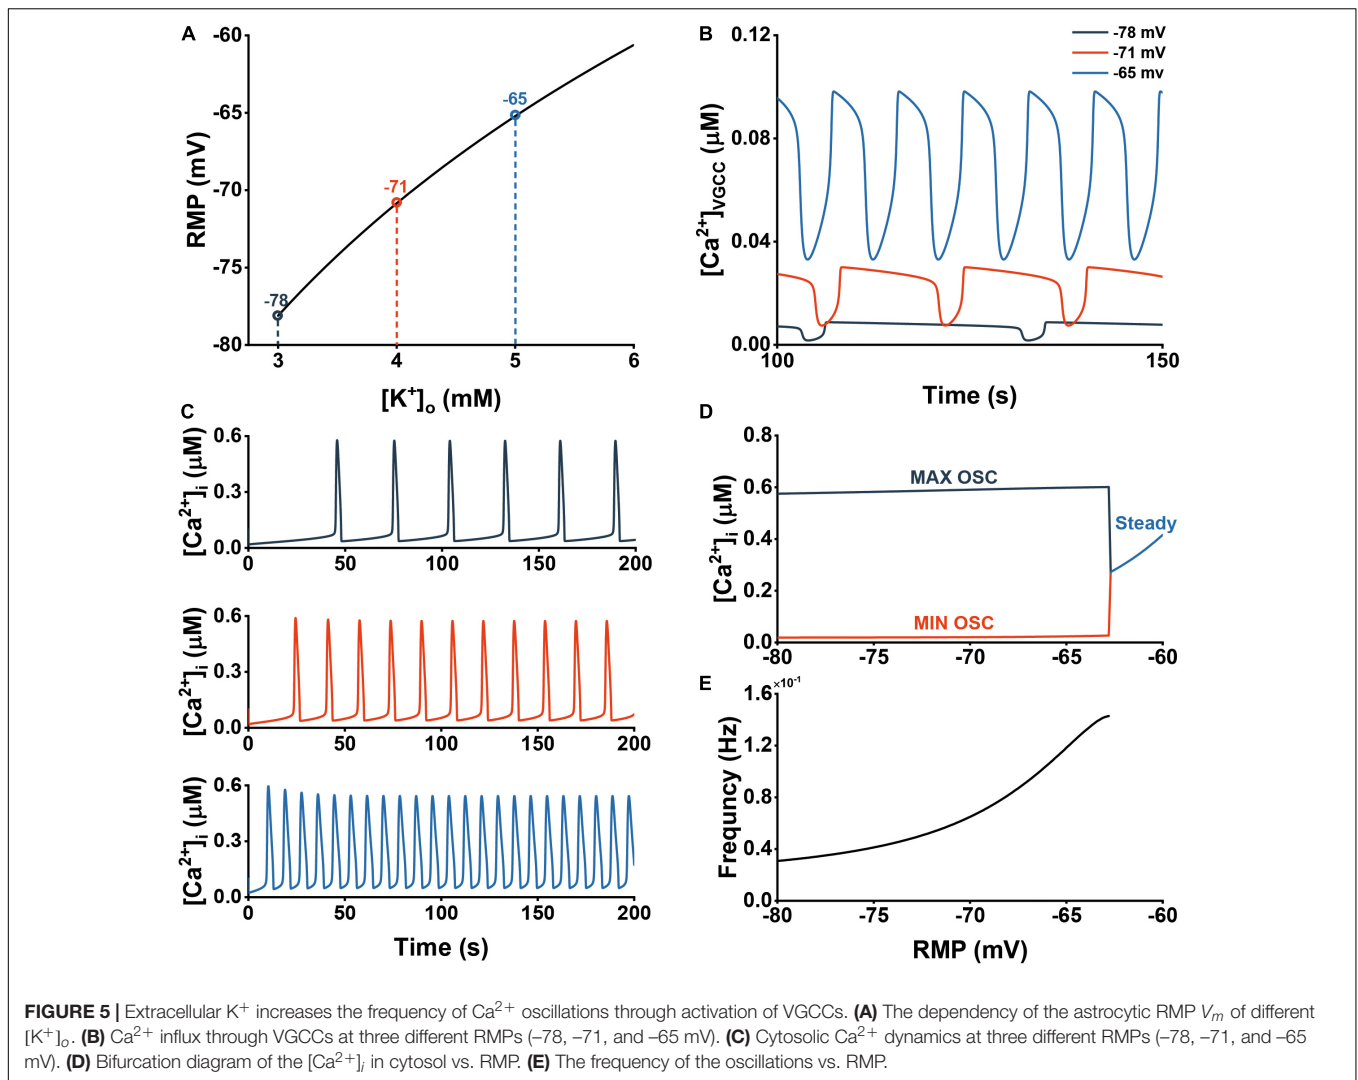 A
-60
-65
-70
-75
-80
RMP (mV)
-78
-71
-65
3
4
5
6
[K⁺]ₒ (mM)
B
-78 mV
-71 mV
-65 mv
0.12
0.08
0.04
0.00
[Ca²⁺]VGCC (μM)
100
150
Time (s)
C
0.6
0.3
0.0
[Ca²⁺]ᵢ (μM)
0
50
100
150
200
0.6
0.3
0.0
[Ca²⁺]ᵢ (μM)
0
50
100
150
200
0.6
0.3
0.0
[Ca²⁺]ᵢ (μM)
0
50
100
150
200
Time (s)
D
0.8
0.6
0.4
0.2
0.0
[Ca²⁺]ᵢ (μM)
MAX OSC
Steady
MIN OSC
-80
-75
-70
-65
-60
E
×10⁻¹
1.6
1.2
0.8
0.4
0.0
Frequncy (Hz)
-80
-75
-70
-65
-60
RMP (mV)
FIGURE 5 | Extracellular K⁺ increases the frequency of Ca²⁺ oscillations through activation of VGCCs. (A) The dependency of the astrocytic RMP Vₘ of different
[K⁺]ₒ. (B) Ca²⁺ influx through VGCCs at three different RMPs (–78, –71, and –65 mV). (C) Cytosolic Ca²⁺ dynamics at three different RMPs (–78, –71, and –65
mV). (D) Bifurcation diagram of the [Ca²⁺]ᵢ in cytosol vs. RMP. (E) The frequency of the oscillations vs. RMP.